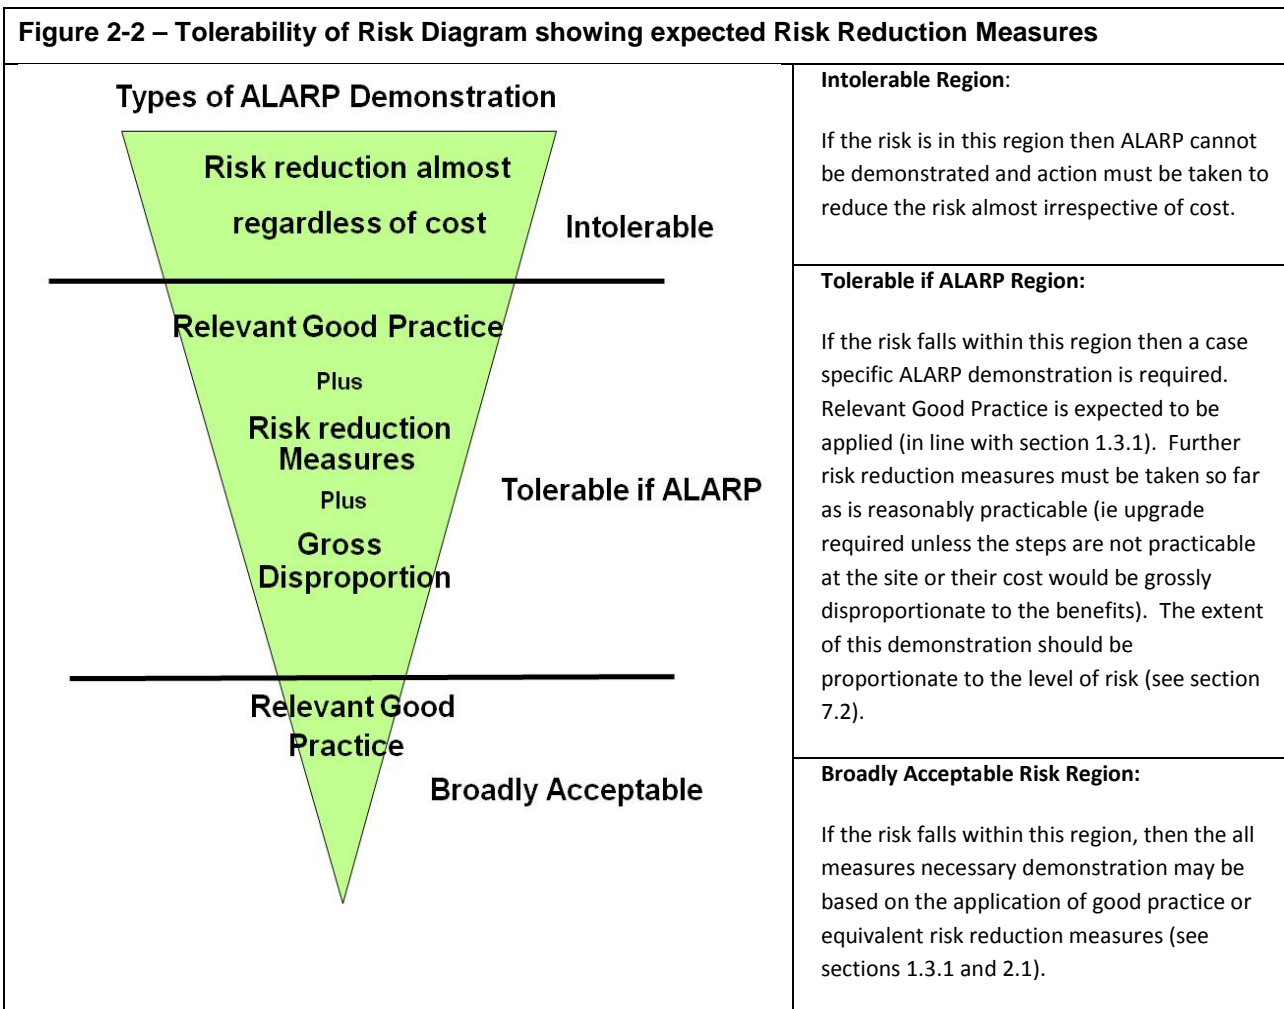 Figure 2-2 – Tolerability of Risk Diagram showing expected Risk Reduction Measures
Types of ALARP Demonstration
Risk reduction almost
regardless of cost
Intolerable
Relevant Good Practice
Plus
Risk reduction
Measures
Plus
Gross
Disproportion
Tolerable if ALARP
Relevant Good
Practice
Broadly Acceptable
Intolerable Region:
If the risk is in this region then ALARP cannot
be demonstrated and action must be taken to
reduce the risk almost irrespective of cost.
Tolerable if ALARP Region:
If the risk falls within this region then a case
specific ALARP demonstration is required.
Relevant Good Practice is expected to be
applied (in line with section 1.3.1).  Further
risk reduction measures must be taken so far
as is reasonably practicable (ie upgrade
required unless the steps are not practicable
at the site or their cost would be grossly
disproportionate to the benefits).  The extent
of this demonstration should be
proportionate to the level of risk (see section
7.2).
Broadly Acceptable Risk Region:
If the risk falls within this region, then the all
measures necessary demonstration may be
based on the application of good practice or
equivalent risk reduction measures (see
sections 1.3.1 and 2.1).